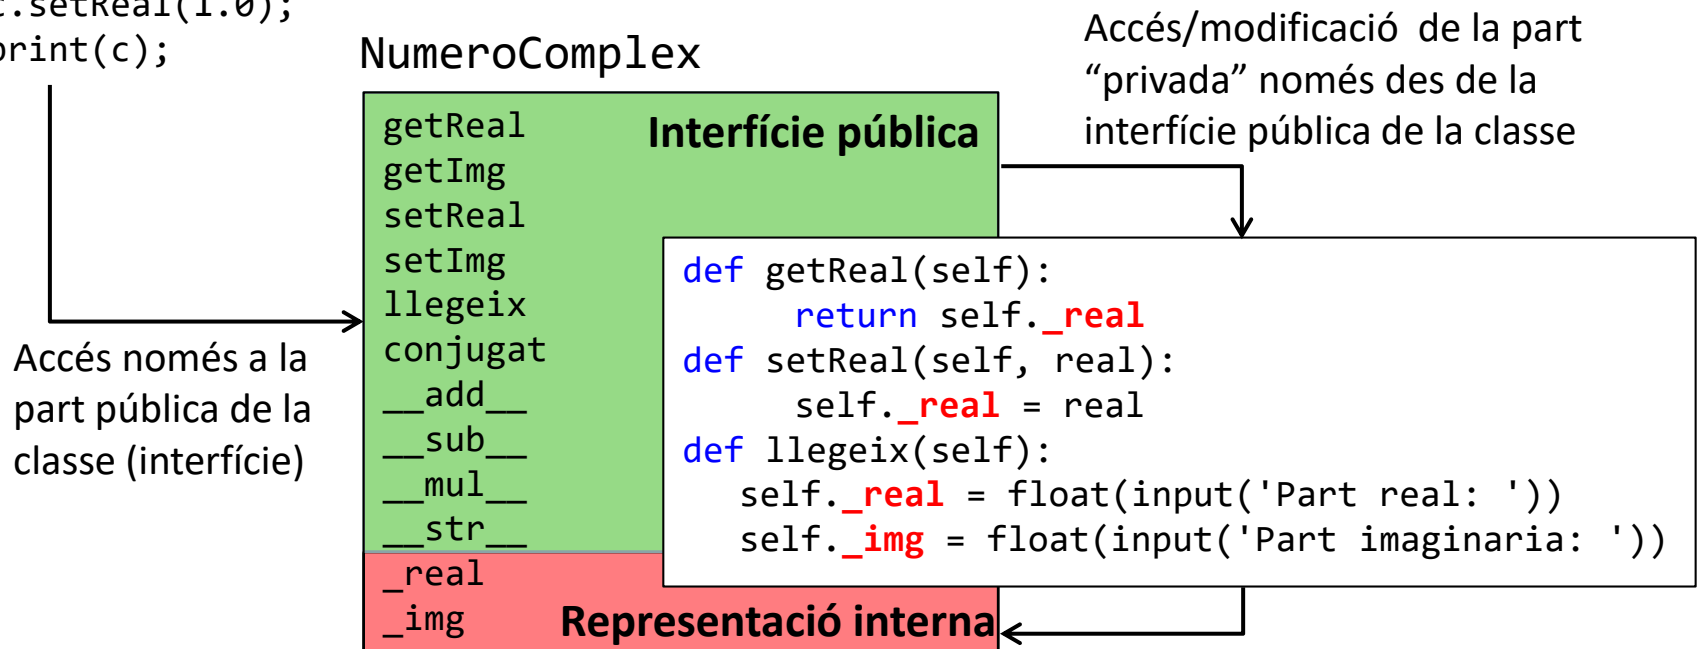 c.setReal(1.0);
print(c);
NumeroComplex
Accés/modificació de la part
“privada” només des de la
interfície pública de la classe
Accés només a la
part pública de la
classe (interfície)
Interfície pública
getReal
getImg
setReal
setImg
llegeix
conjugat
__add__
__sub__
__mul__
__str__
_real
_img
Representació interna
def getReal(self):
return self._real
def setReal(self, real):
self._real = real
def llegeix(self):
self._real = float(input('Part real: '))
self._img = float(input('Part imaginaria: '))